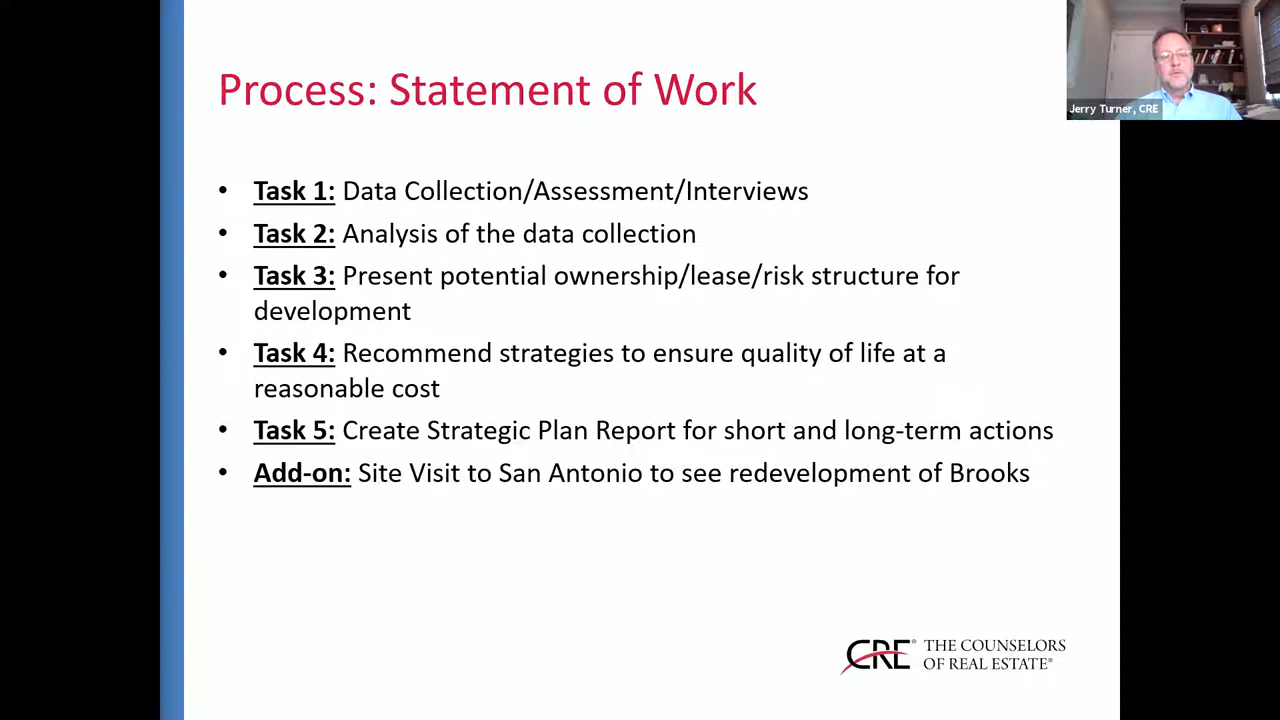 Process: Statement of Work
Jerry Turner, CRE
• Task 1: Data Collection/Assessment/Interviews
• Task 2: Analysis of the data collection
• Task 3: Present potential ownership/lease/risk structure for
development
• Task 4: Recommend strategies to ensure quality of life at a
reasonable cost
• Task 5: Create Strategic Plan Report for short and long-term actions
• Add-on: Site Visit to San Antonio to see redevelopment of Brooks
CRE® THE COUNSELORS
OF REAL ESTATE®